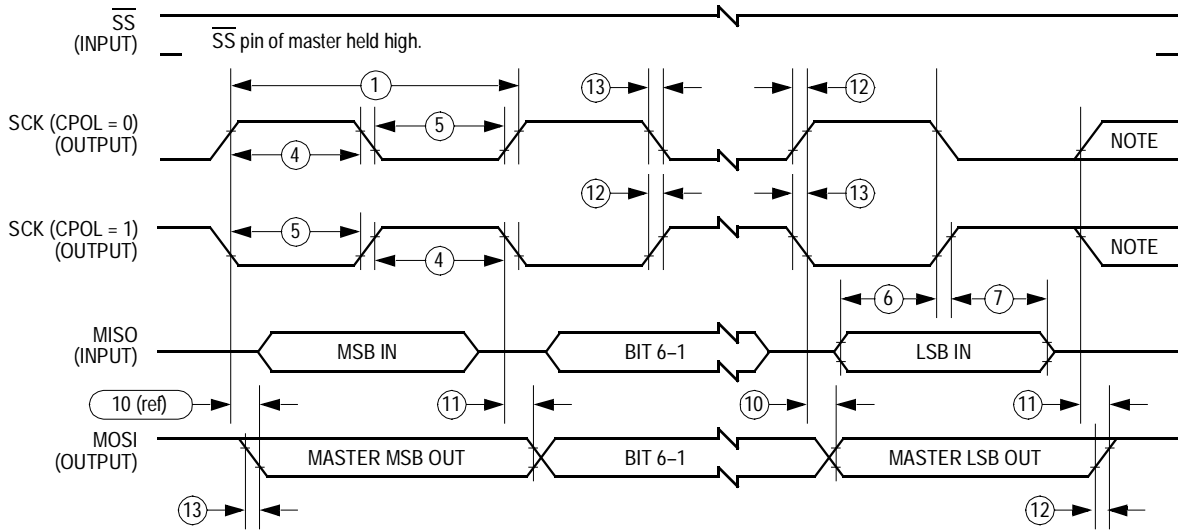 SS
(INPUT)
SS pin of master held high.
1
13
12
SCK (CPOL = 0)
(OUTPUT)
5
4
NOTE
12
13
SCK (CPOL = 1)
(OUTPUT)
5
4
NOTE
6
7
MISO
(INPUT)
MSB IN
BIT 6–1
LSB IN
10 (ref)
11
10
11
MOSI
(OUTPUT)
MASTER MSB OUT
BIT 6–1
MASTER LSB OUT
13
12